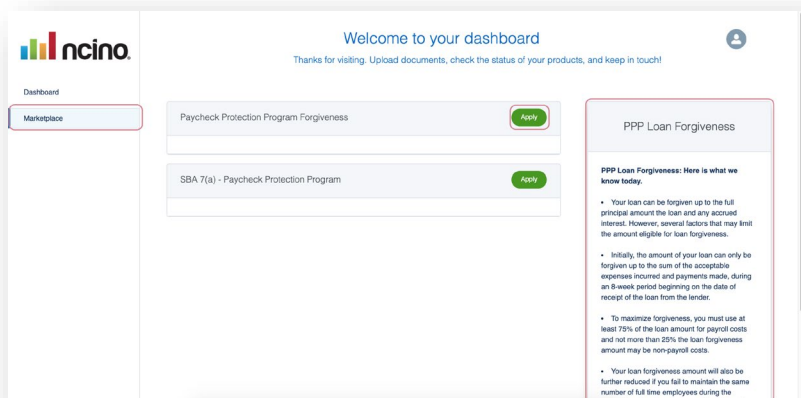 ncino.
Welcome to your dashboard
Thanks for visiting. Upload documents, check the status of your products, and keep in touch!
Dashboard
Marketplace
Paycheck Protection Program Forgiveness
Apply
SBA 7(a) - Paycheck Protection Program
Apply
PPP Loan Forgiveness
PPP Loan Forgiveness: Here is what we
know today.
• Your loan can be forgiven up to the full
principal amount the loan and any accrued
interest. However, several factors that may limit
the amount eligible for loan forgiveness.
• Initially, the amount of your loan can only be
forgiven up to the sum of the acceptable
expenses incurred and payments made, during
an 8-week period beginning on the date of
receipt of the loan from the lender.
• To maximize forgiveness, you must use at
least 75% of the loan amount for payroll costs
and not more than 25% the loan forgiveness
amount may be non-payroll costs.
• Your loan forgiveness amount will also be
further reduced if you fail to maintain the same
number of full time employees during the